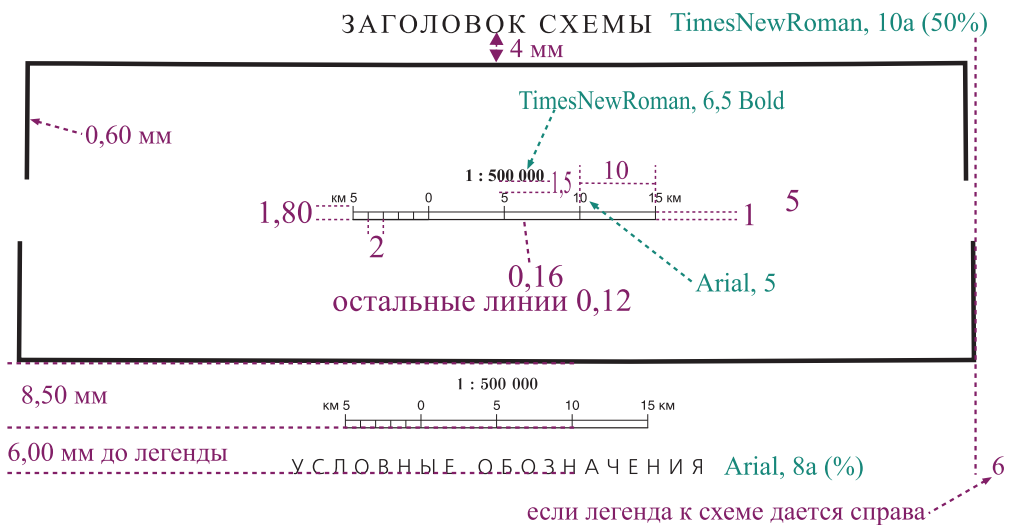 ЗАГОЛОВОК СХЕМЫ TimesNewRoman, 10a (50%)
4 мм
TimesNewRoman, 6,5 Bold
0,60 мм
1 : 500 000
1,5
10
км 5 0 5 10 15 км
1,80
1
5
2
0,16
Arial, 5
остальные линии 0,12
1 : 500 000
8,50 мм
км 5 0 5 10 15 км
6,00 мм до легенды
УСЛОВНЫЕ ОБОЗНАЧЕНИЯ Arial, 8a (%)
6
если легенда к схеме дается справа